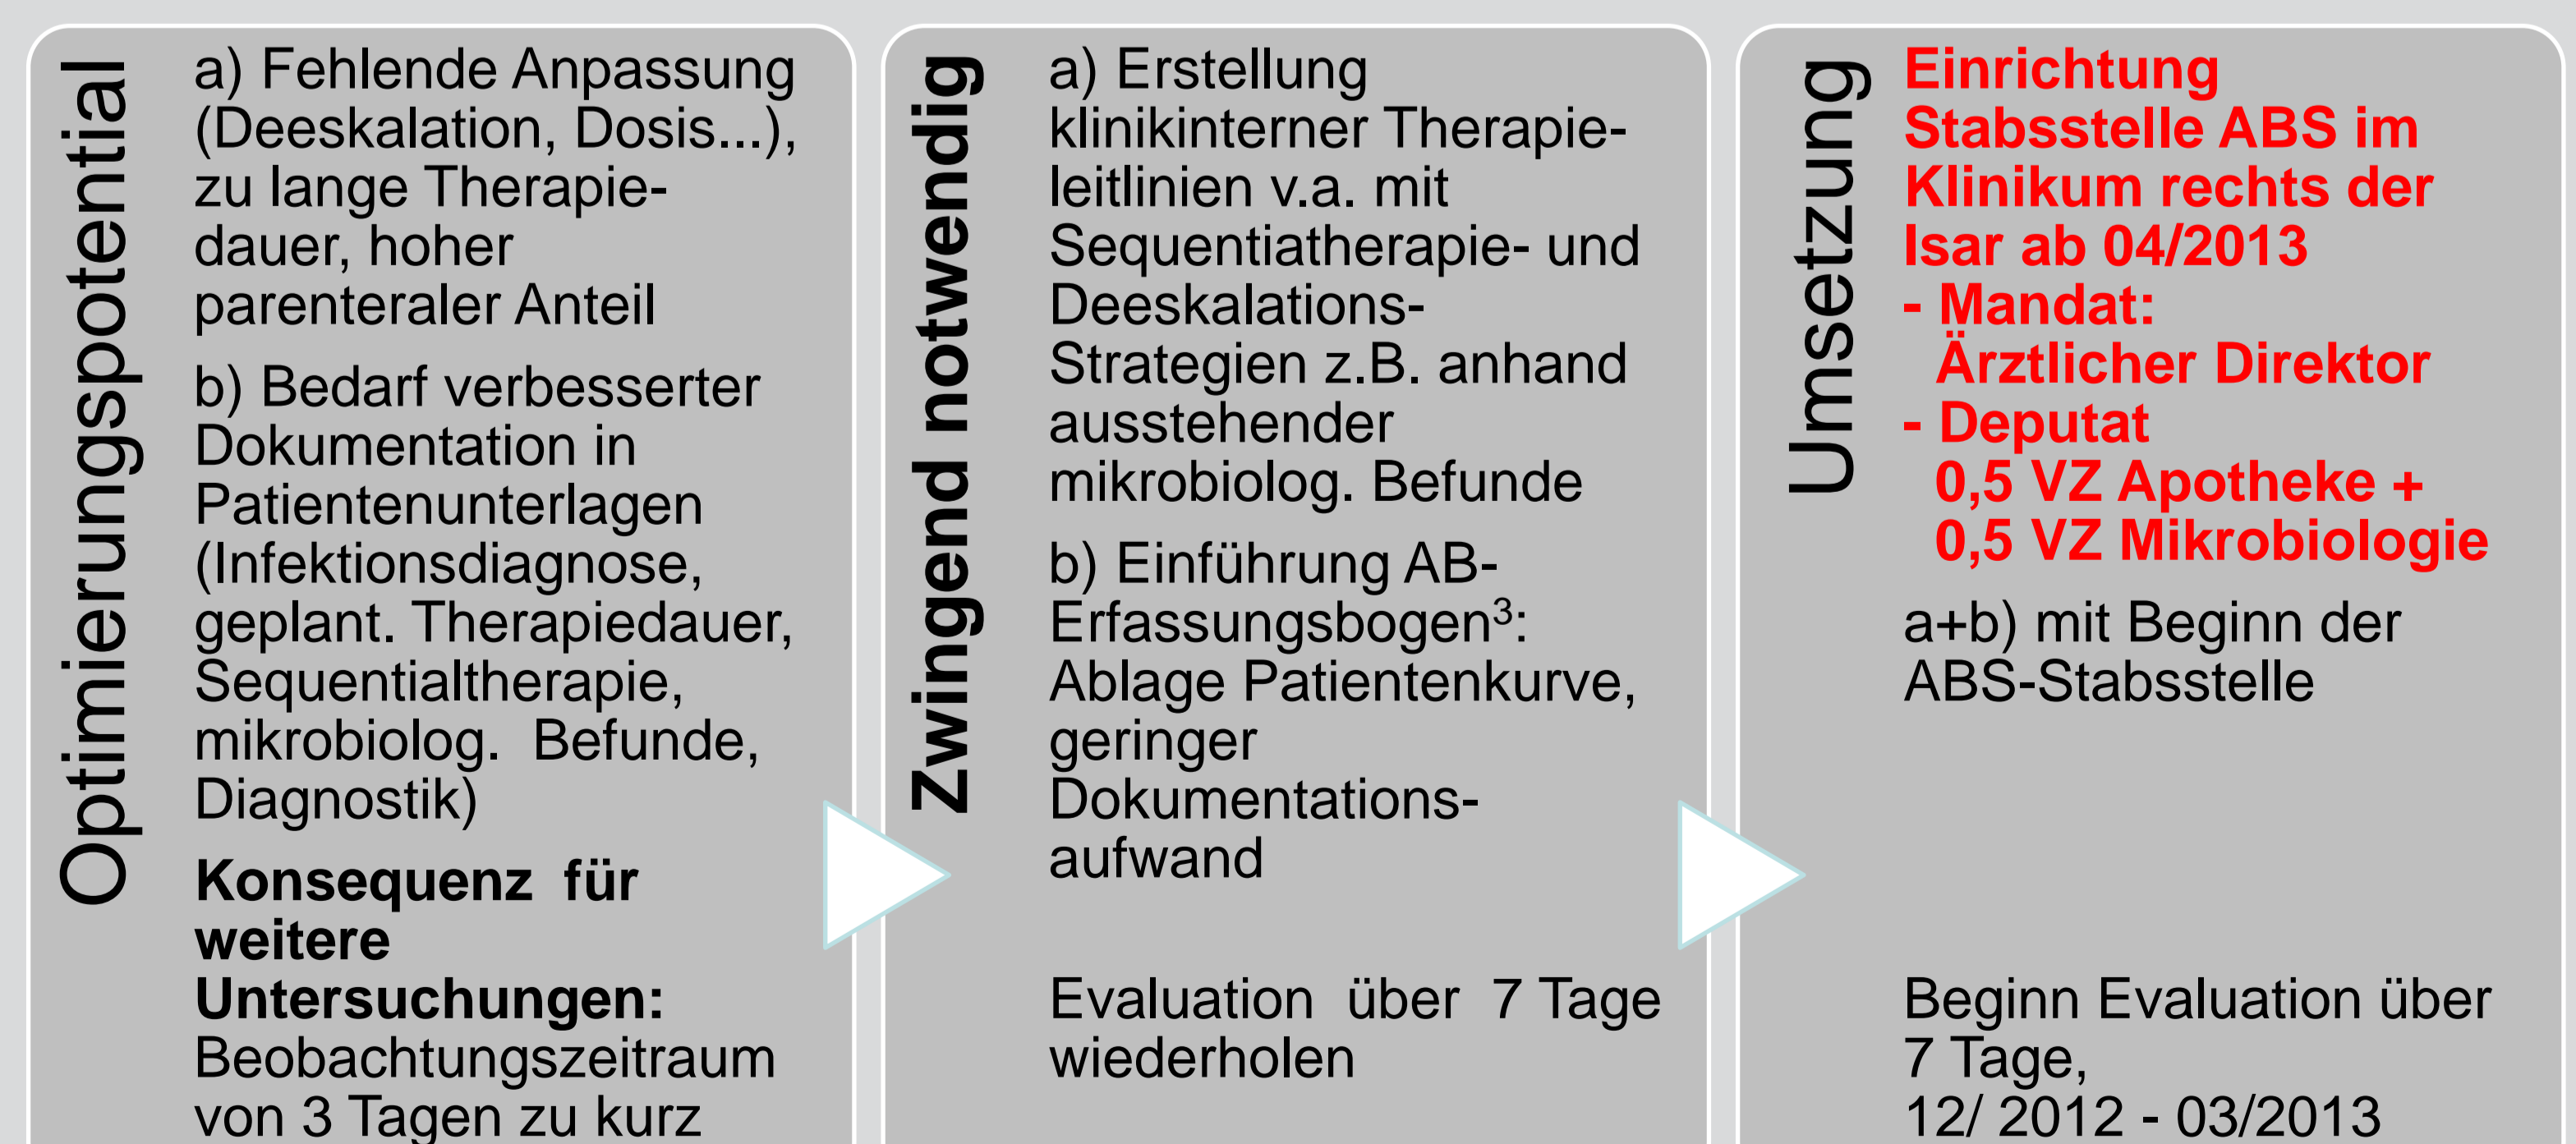 Optimierungspotential
a) Fehlende Anpassung
(Deeskalation, Dosis...),
zu lange Therapie-
dauer, hoher
parenteraler Anteil
b) Bedarf verbesserter
Dokumentation in
Patientenunterlagen
(Infektionsdiagnose,
geplant. Therapiedauer,
Sequentialtherapie,
mikrobiolog. Befunde,
Diagnostik)
Konsequenz für
weitere
Untersuchungen:
Beobachtungszeitraum
von 3 Tagen zu kurz
Zwingend notwendig
a) Erstellung
klinikinterner Therapie-
leitlinien v.a. mit
Sequentiatherapie- und
Deeskalations-
Strategien z.B. anhand
ausstehender
mikrobiolog. Befunde
b) Einführung AB-
Erfassungsbogen³:
Ablage Patientenkurve,
geringer
Dokumentations-
aufwand
Evaluation über 7 Tage
wiederholen
Umsetzung
Einrichtung
Stabsstelle ABS im
Klinikum rechts der
Isar ab 04/2013
- Mandat:
Ärztlicher Direktor
- Deputat
0,5 VZ Apotheke +
0,5 VZ Mikrobiologie
a+b) mit Beginn der
ABS-Stabsstelle
Beginn Evaluation über
7 Tage,
12/ 2012 - 03/2013